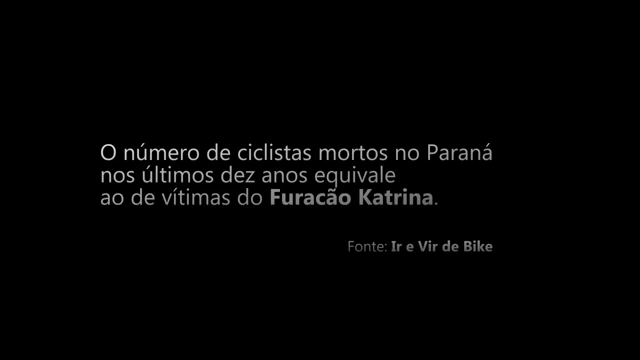 O número de ciclistas mortos no Paraná
nos últimos dez anos equivale
ao de vítimas do Furacão Katrina.
Fonte: Ir e Vir de Bike